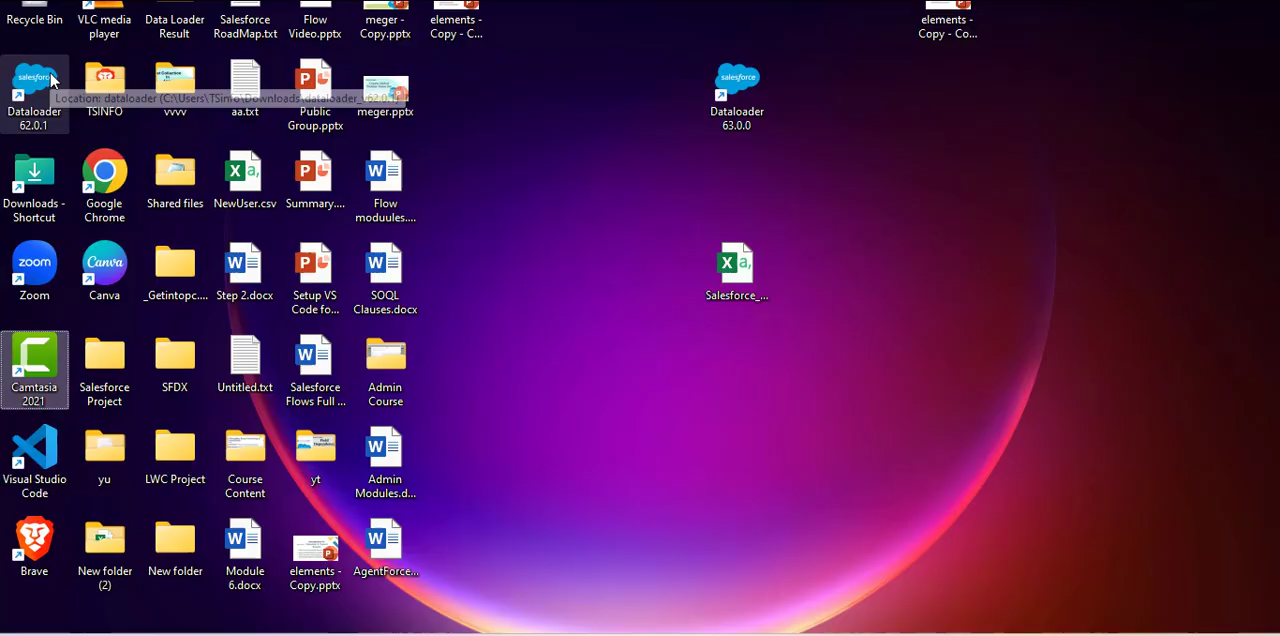 Recycle Bin
VLC media
player
Data Loader
Result
Salesforce
RoadMap.txt
Flow
Video.pptx
meger -
Copy.pptx
elements -
Copy - C...
elements -
Copy - Co...
salesforce
Dataloader
62.0.1
Location: dataloader (C:\Users\TSinfo\Downloads\dataloader_v62.0.1)
TSINFO
vvvv
aa.txt
Public
Group.pptx
meger.pptx
salesforce
Dataloader
63.0.0
Downloads -
Shortcut
Google
Chrome
Shared files
NewUser.csv
Summary....
Flow
moduules....
zoom
Zoom
Canva
Canva
_Getintopc....
Step 2.docx
Setup VS
Code fo...
SOQL
Clauses.docx
Salesforce_...
Camtasia
2021
Salesforce
Project
SFDX
Untitled.txt
Salesforce
Flows Full ...
Admin
Course
Visual Studio
Code
yu
LWC Project
Course
Content
yt
Admin
Modules.d...
Brave
New folder
(2)
New folder
Module
6.docx
elements -
Copy.pptx
AgentForce...